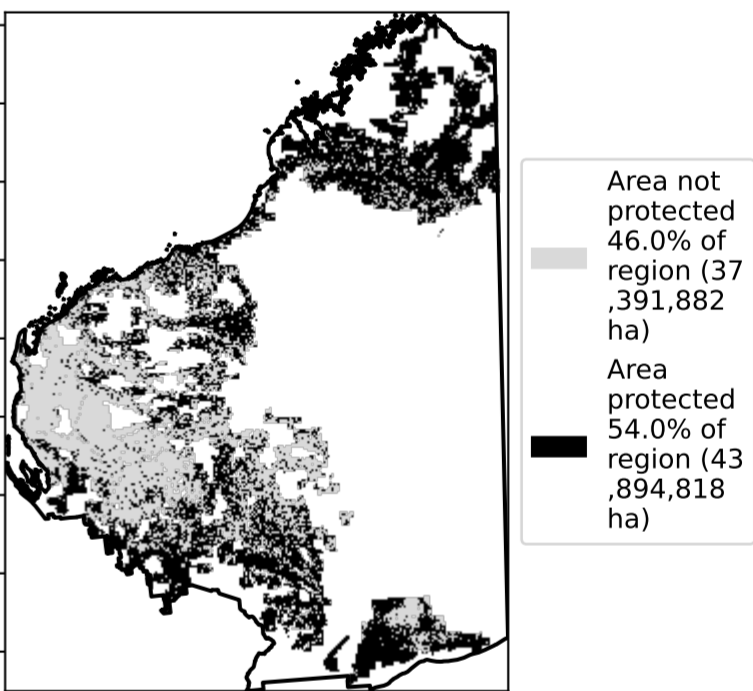 Area not
protected
46.0% of
region (37
,391,882
ha)
Area
protected
54.0% of
region (43
,894,818
ha)